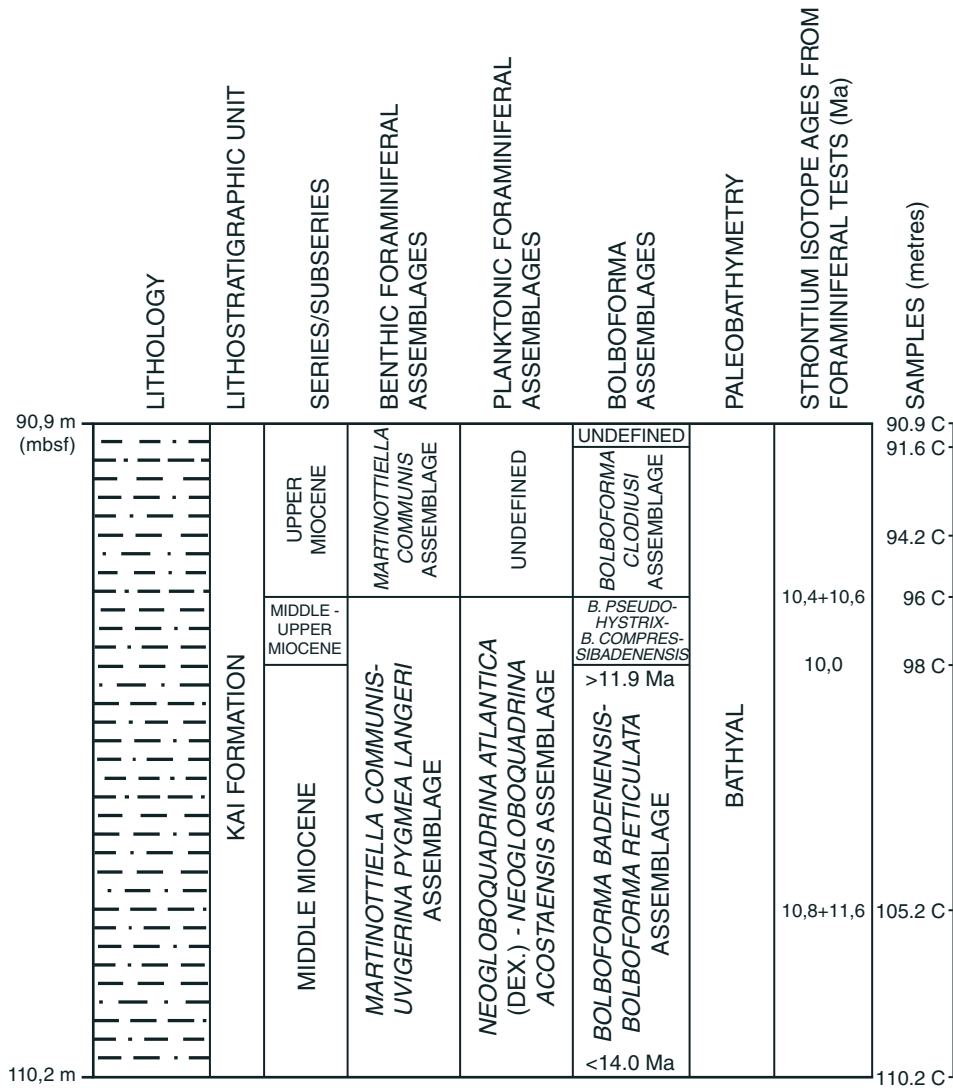 LITHOLOGY
LITHOSTRATIGRAPHIC UNIT
SERIES/SUBSERIES
BENTHIC FORAMINIFERAL
ASSEMBLAGES
PLANKTONIC FORAMINIFERAL
ASSEMBLAGES
BOLBOFORMA
ASSEMBLAGES
PALEOBATHYMETRY
STRONTIUM ISOTOPE AGES FROM
FORAMINIFERAL TESTS (Ma)
SAMPLES (metres)
90,9 m
(mbsf)
110,2 m
KAI FORMATION
UPPER
MIOCENE
MIDDLE -
UPPER
MIOCENE
MIDDLE MIOCENE
MARTINOTTIELLA
COMMUNIS
ASSEMBLAGE
MARTINOTTIELLA COMMUNIS-
UVIGERINA PYGMEA LANGERI
ASSEMBLAGE
UNDEFINED
NEOGLOBOQUADRINA ATLANTICA
(DEX.) - NEOGLOBOQUADRINA
ACOSTAENSIS ASSEMBLAGE
UNDEFINED
BOLBOFORMA
CLODIUSI
ASSEMBLAGE
B. PSEUDO-
HYSTRIX-
B. COMPRES-
SIBADENENSIS
>11.9 Ma
BOLBOFORMA BADENENSIS-
BOLBOFORMA RETICULATA
ASSEMBLAGE
<14.0 Ma
BATHYAL
10,4+10,6
10,0
10,8+11,6
90.9 C
91.6 C
94.2 C
96 C
98 C
105.2 C
110.2 C